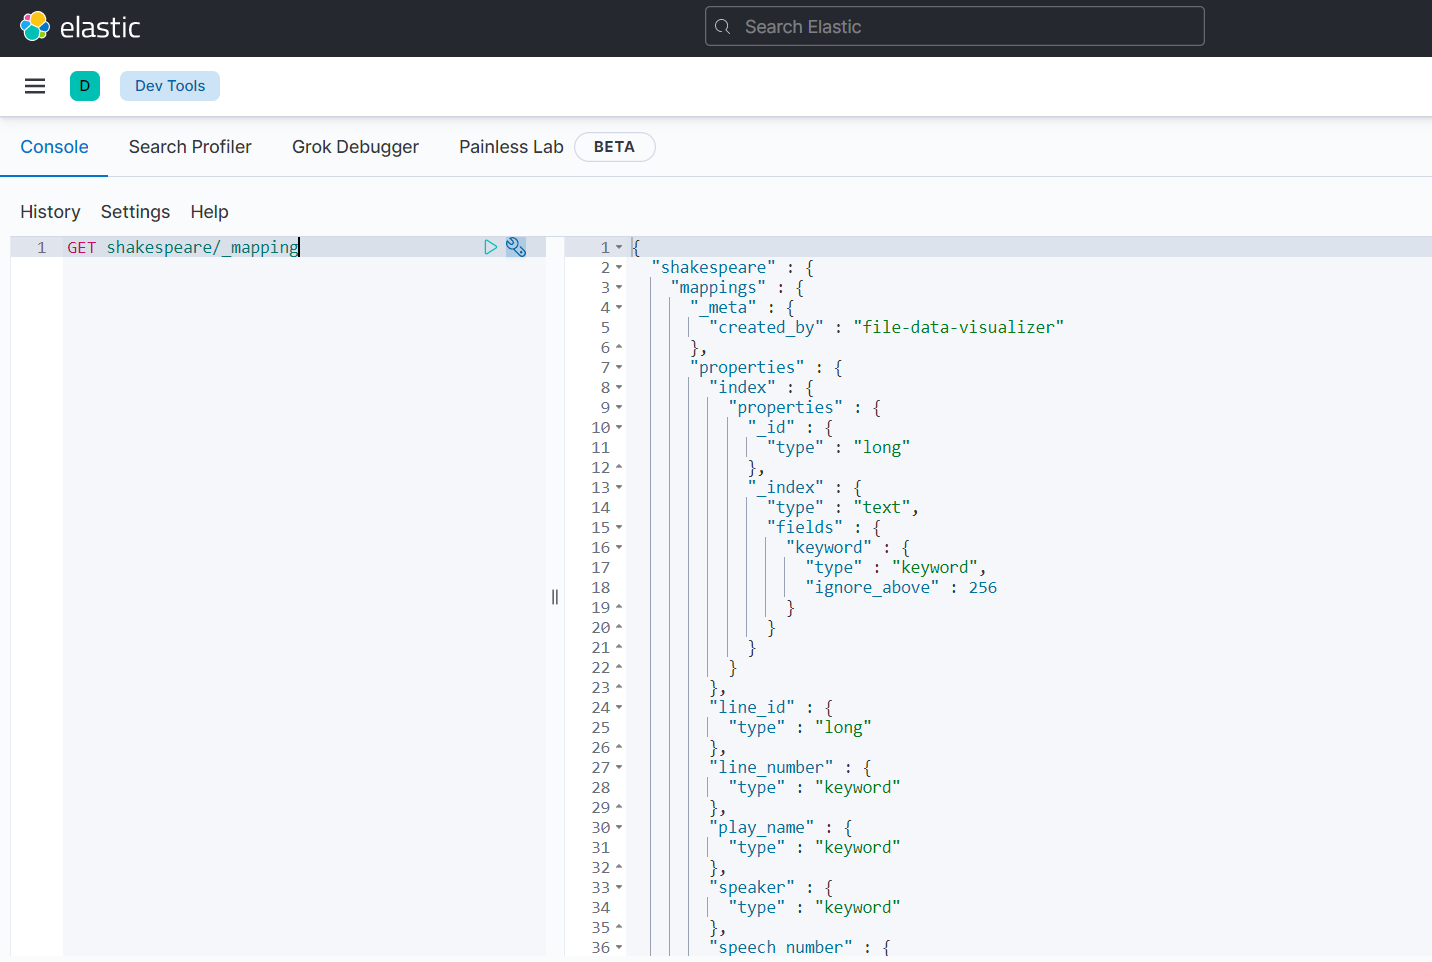 elastic
Search Elastic
D
Dev Tools
Console
Search Profiler
Grok Debugger
Painless Lab
BETA
History
Settings
Help
1 GET shakespeare/_mapping
1 {
2 "shakespeare" : {
3 "mappings" : {
4 "_meta" : {
5 "created_by" : "file-data-visualizer"
6 },
7 "properties" : {
8 "index" : {
9 "properties" : {
10 "_id" : {
11 "type" : "long"
12 },
13 "_index" : {
14 "type" : "text",
15 "fields" : {
16 "keyword" : {
17 "type" : "keyword",
18 "ignore_above" : 256
19 }
20 }
21 }
22 }
23 },
24 "line_id" : {
25 "type" : "long"
26 },
27 "line_number" : {
28 "type" : "keyword"
29 },
30 "play_name" : {
31 "type" : "keyword"
32 },
33 "speaker" : {
34 "type" : "keyword"
35 },
36 "speech_number" : {